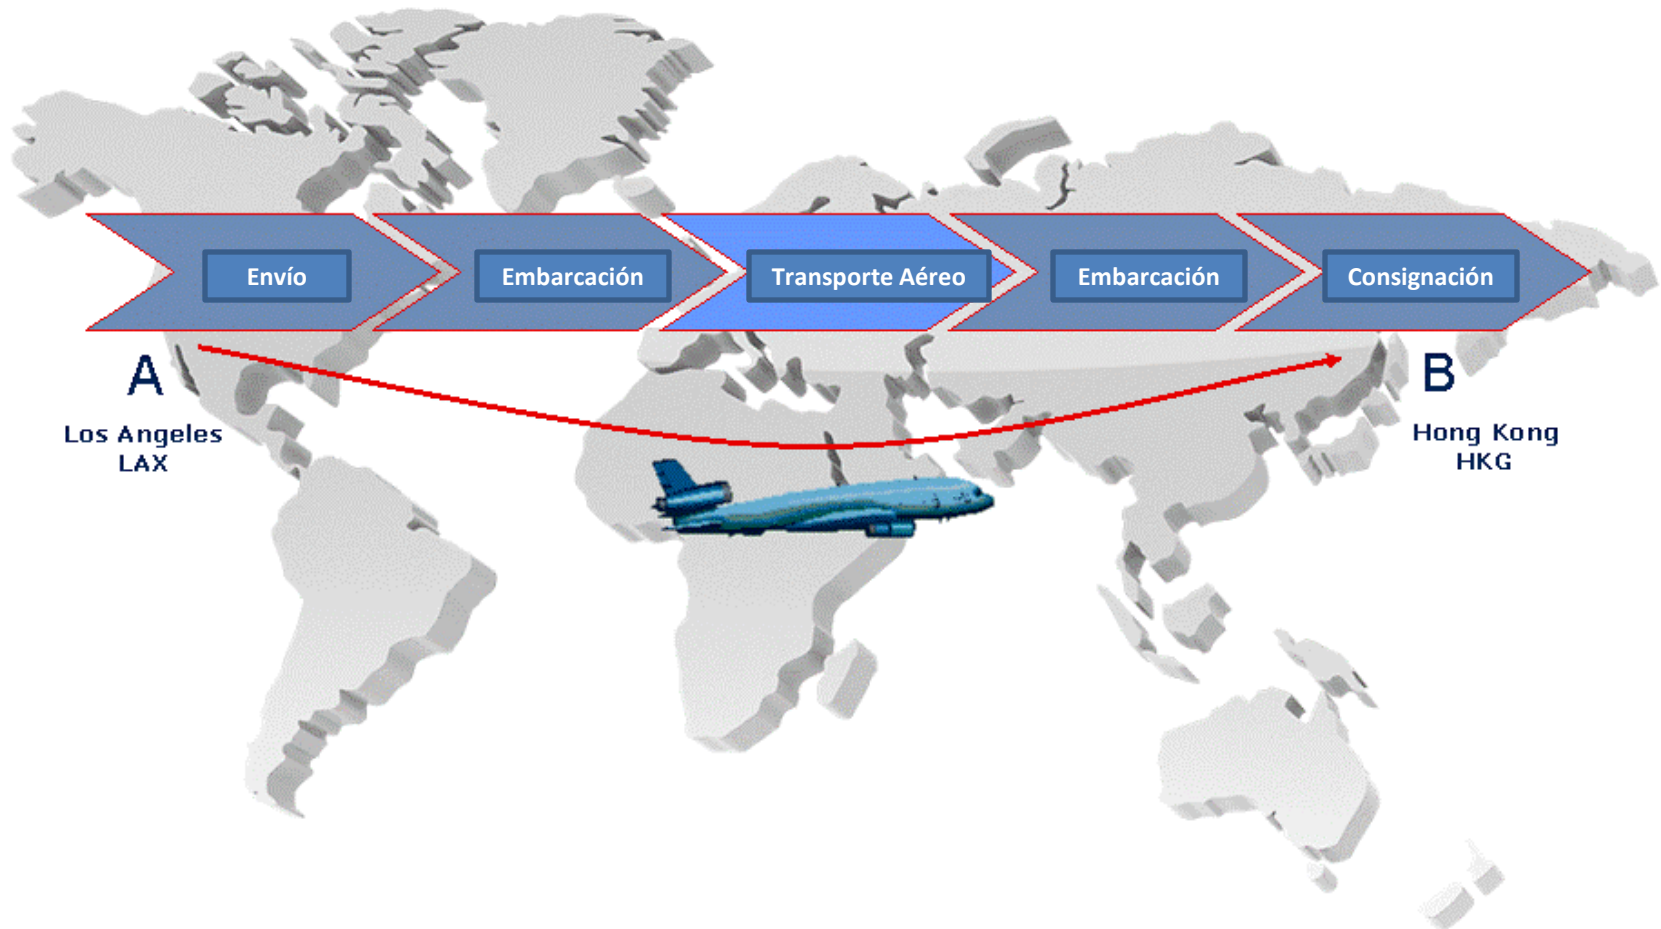 Envío
Embarcación
Transporte Aéreo
Embarcación
Consignación
A
Los Angeles
LAX
B
Hong Kong
HKG